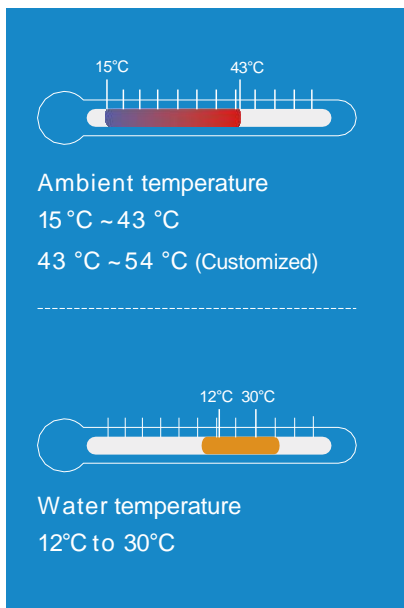 15°C 43°C
Ambient temperature
15°C ~43 °C
43 °C ~54 °C (Customized)
12°C 30°C
Water temperature
12°C to 30°C